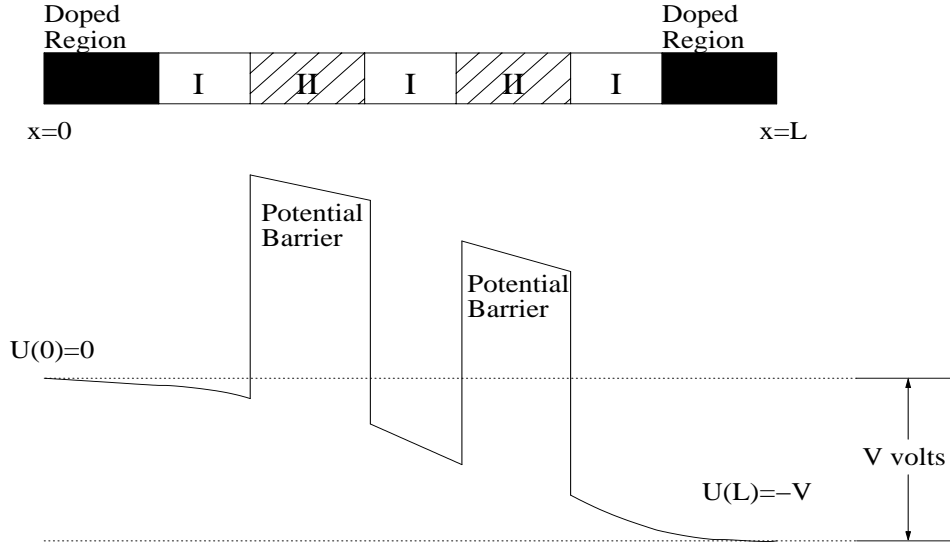 Doped
Region
Doped
Region
I
II
I
II
I
x=0
x=L
Potential
Barrier
Potential
Barrier
U(0)=0
V volts
U(L)=−V